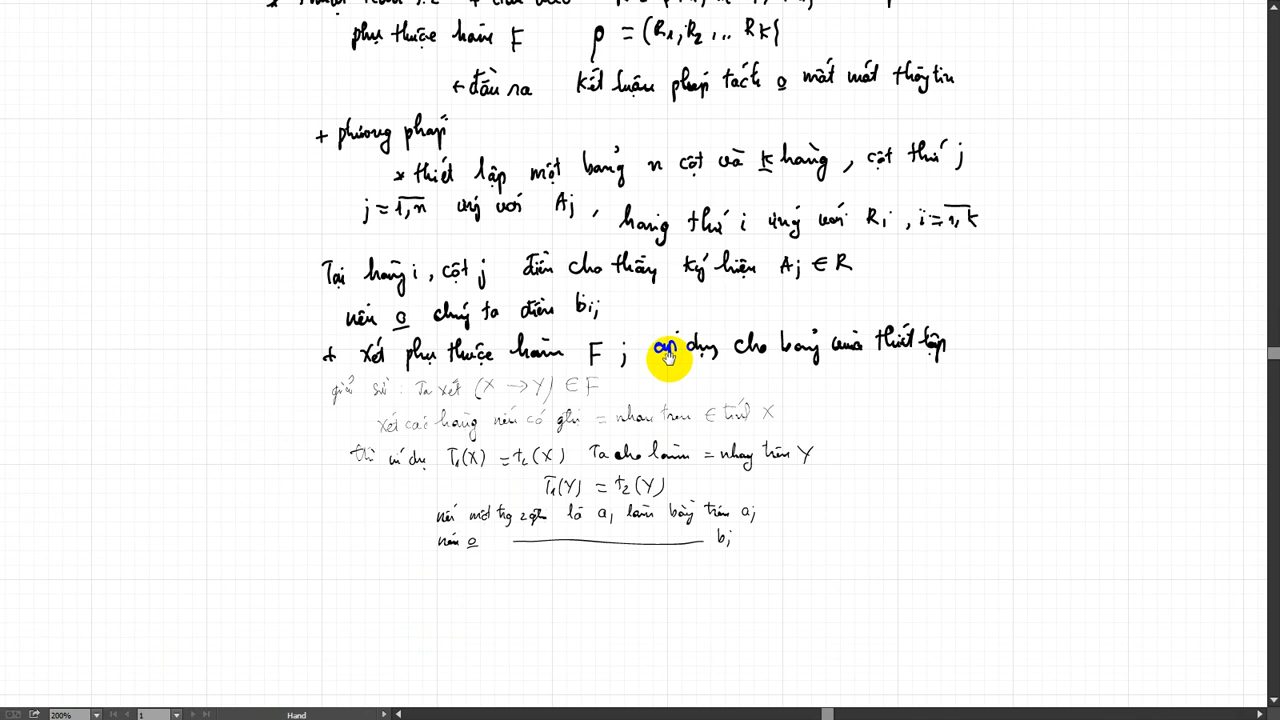 phụ thuộc hàm F ρ = (R1, R2 ... RK)
+ đầu ra kết luận phép tách o mất mát thông tin
+ phương pháp
* thiết lập một bảng n cột và k hàng, cột thứ j
j = 1,n ứng với Aj, hàng thứ i ứng với Ri, i = 1,k
Tại hàng i, cột j điền cho thấy ký hiệu Aj ∈ R
nếu o chúng ta điền bij
+ xét phụ thuộc hàm F j áp dụng cho bảng vừa thiết lập
giả sử: Ta xét (X → Y) ∈ F
xét các hàng nếu có gtri = nhau trên ∈ tính X
thì ví dụ T1(X) = t2(X) Ta cho làm = nhau trên Y
T1(Y) = t2(Y)
nếu một tng là aj làm bằng trên aj
nếu o bj
200%
1
Hand